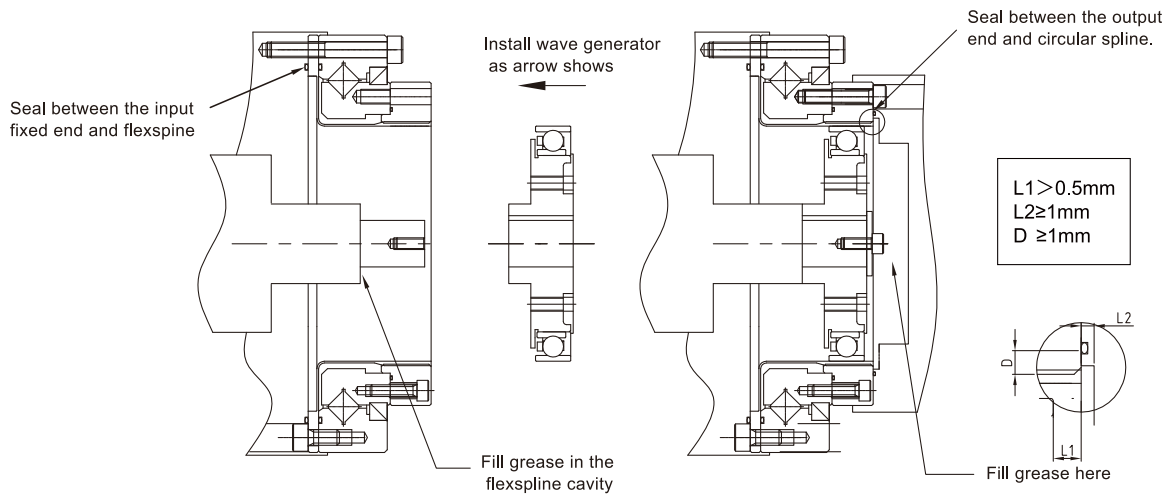 Seal between the output
end and circular spline.
Install wave generator
as arrow shows
Seal between the input
fixed end and flexspine
L1>0.5mm
L2≥1mm
D ≥1mm
L2
D
L1
Fill grease in the
flexspline cavity
Fill grease here